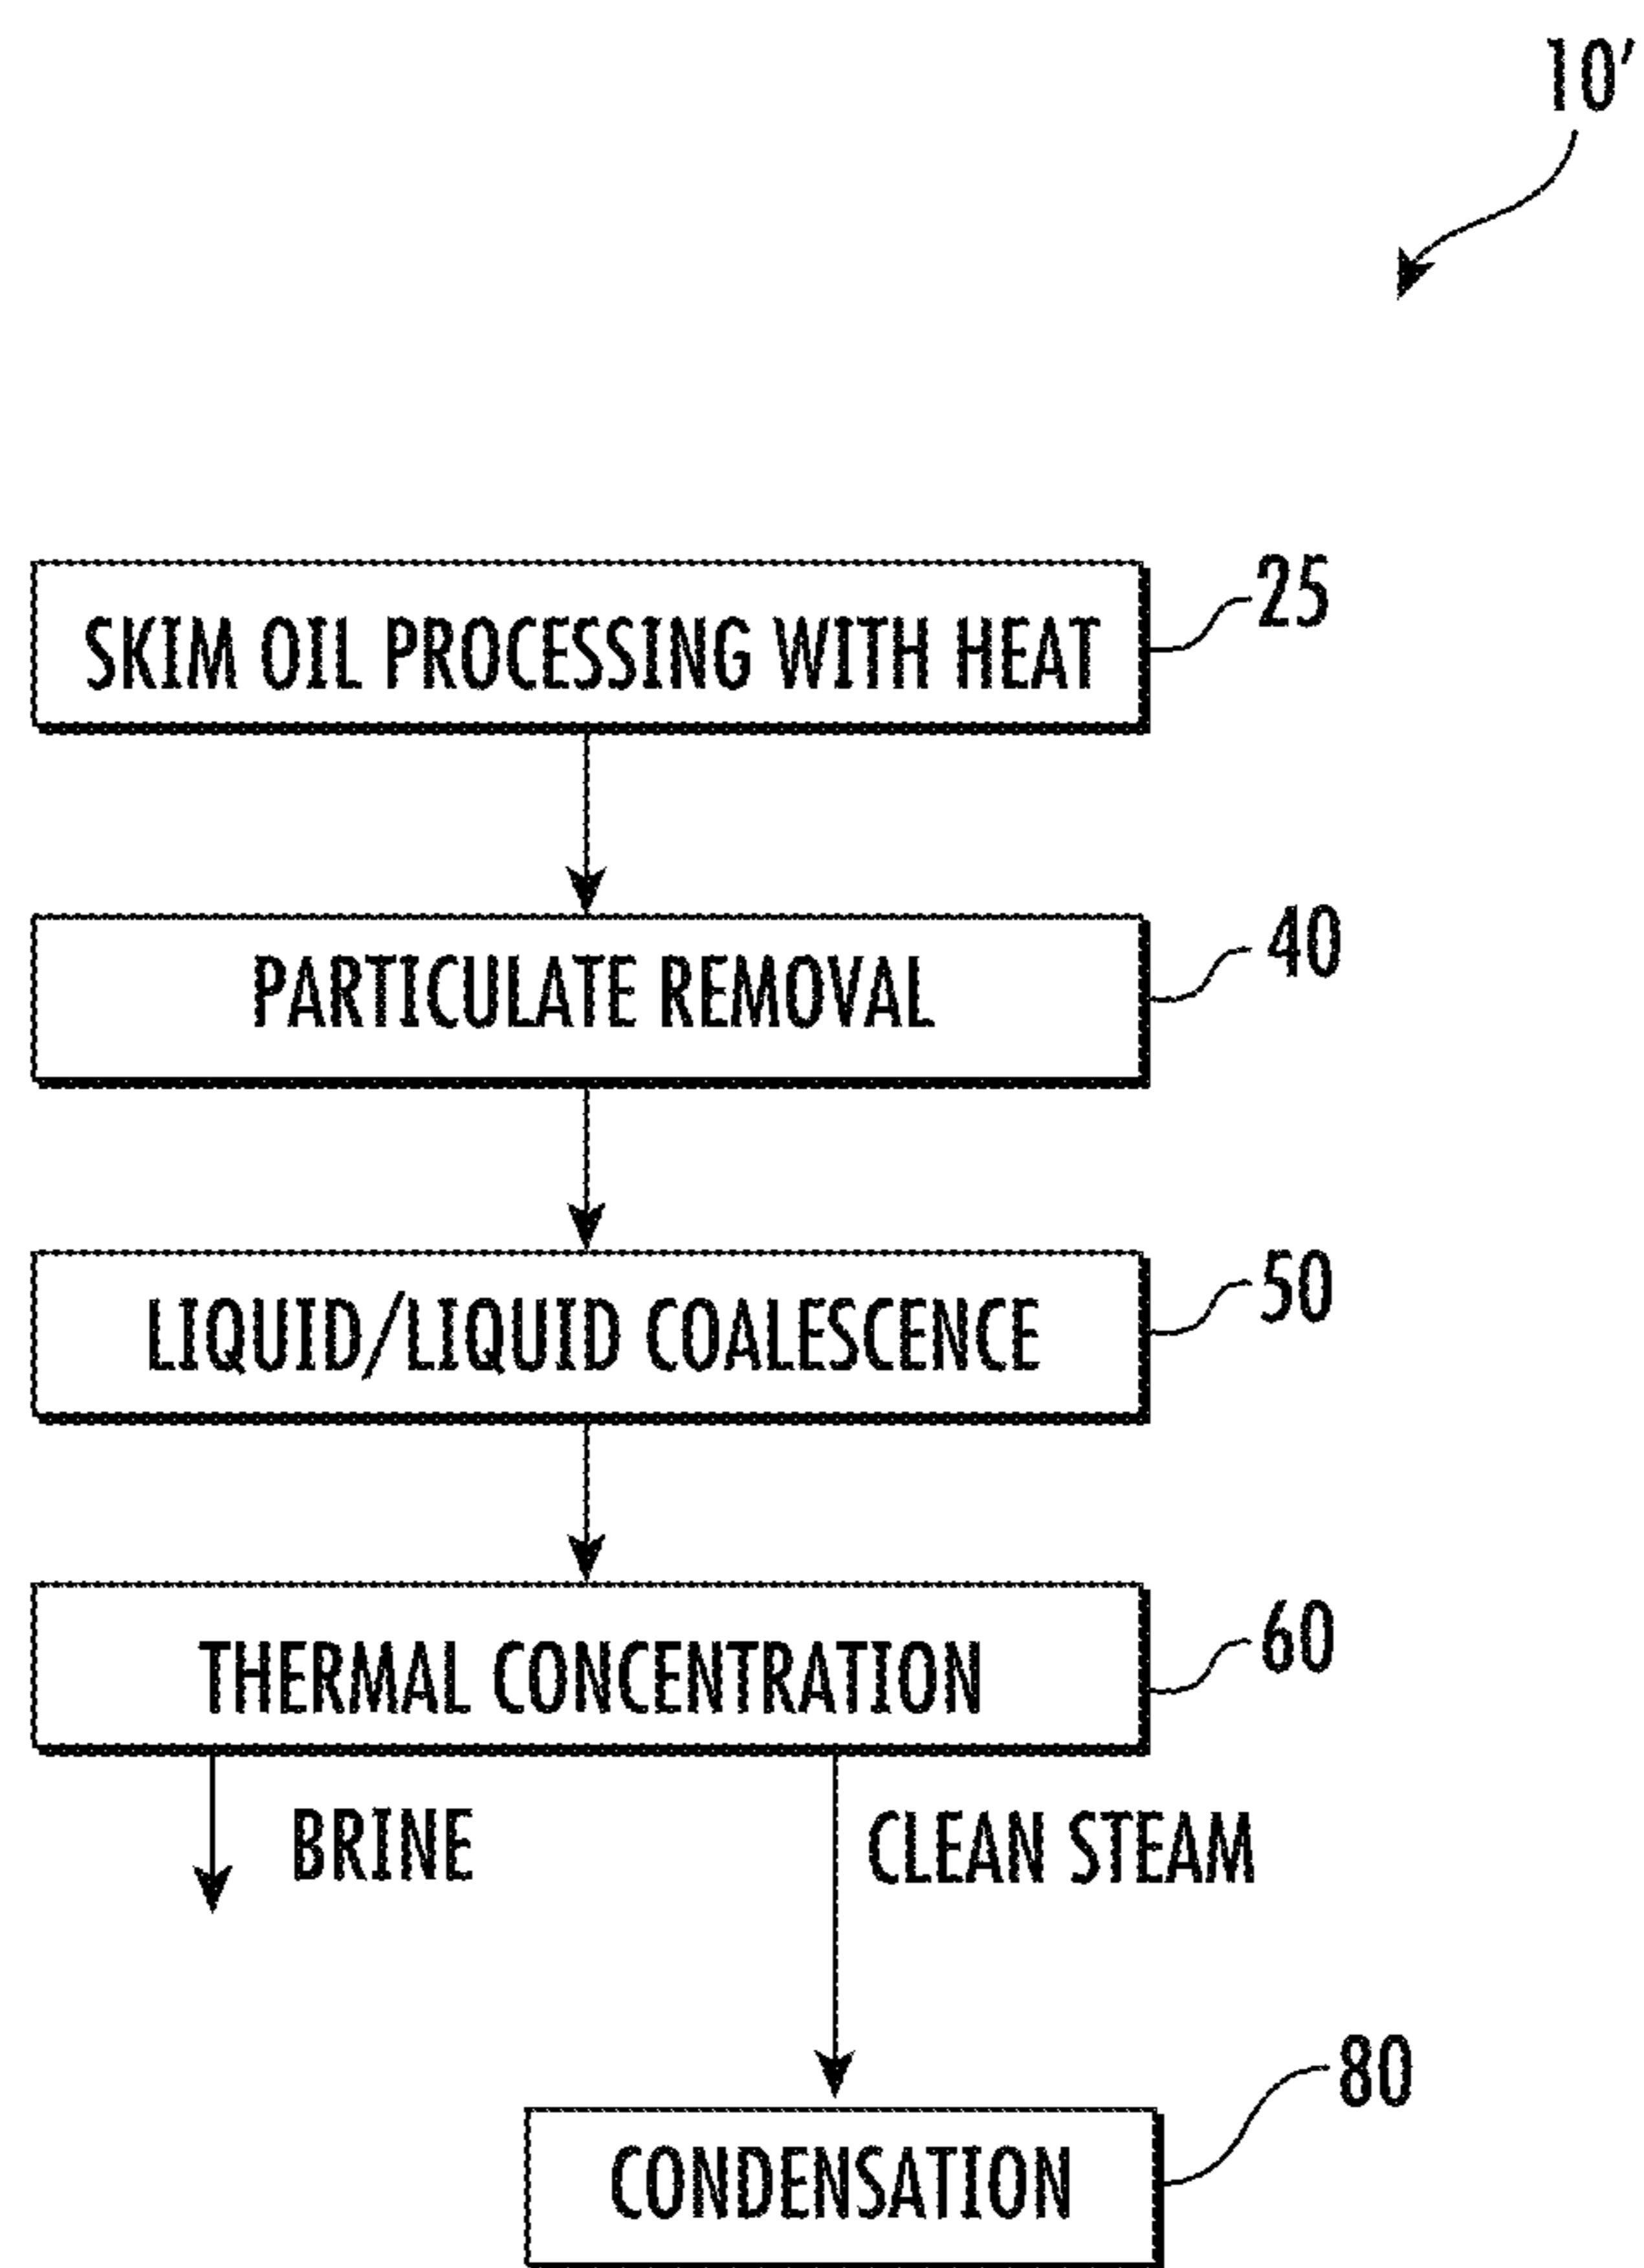 10'
SKIM OIL PROCESSING WITH HEAT
25
PARTICULATE REMOVAL
40
LIQUID/LIQUID COALESCENCE
50
THERMAL CONCENTRATION
60
BRINE
CLEAN STEAM
CONDENSATION
80